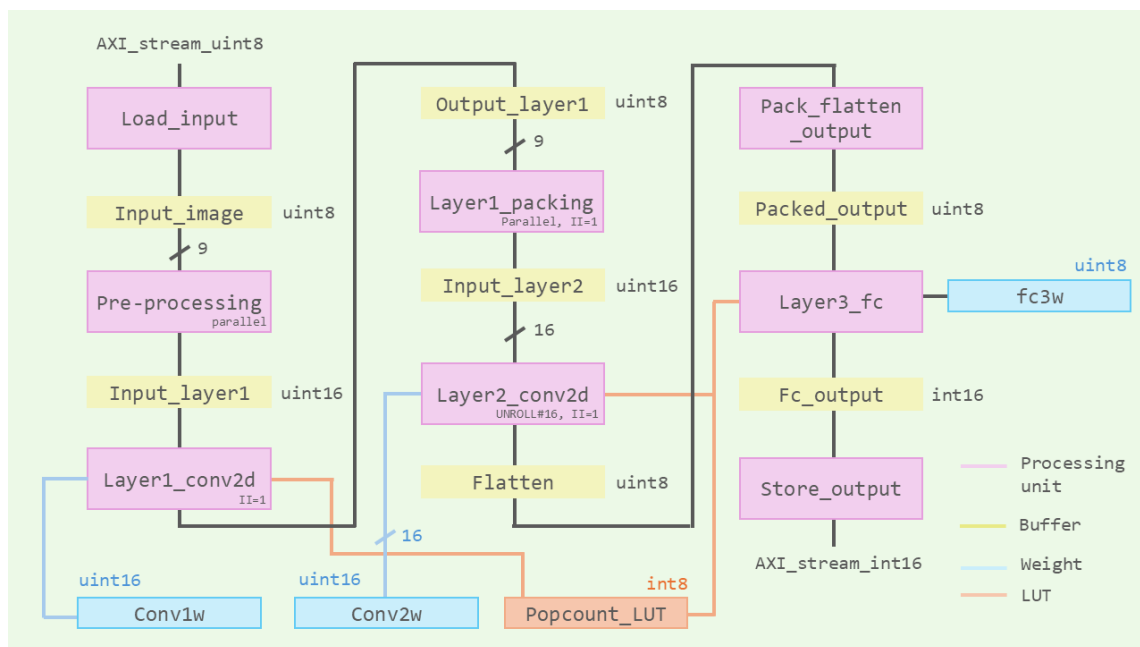 AXI_stream_uint8
Load_input
Input_image
uint8
9
Pre-processing
parallel
Input_layer1
uint16
Layer1_conv2d
II=1
uint16
Conv1w
Output_layer1
uint8
9
Layer1_packing
Parallel, II=1
Input_layer2
uint16
16
Layer2_conv2d
UNROLL#16, II=1
Flatten
uint8
16
uint16
Conv2w
int8
Popcount_LUT
Pack_flatten
_output
Packed_output
uint8
Layer3_fc
uint8
fc3w
Fc_output
int16
Store_output
AXI_stream_int16
Processing
unit
Buffer
Weight
LUT